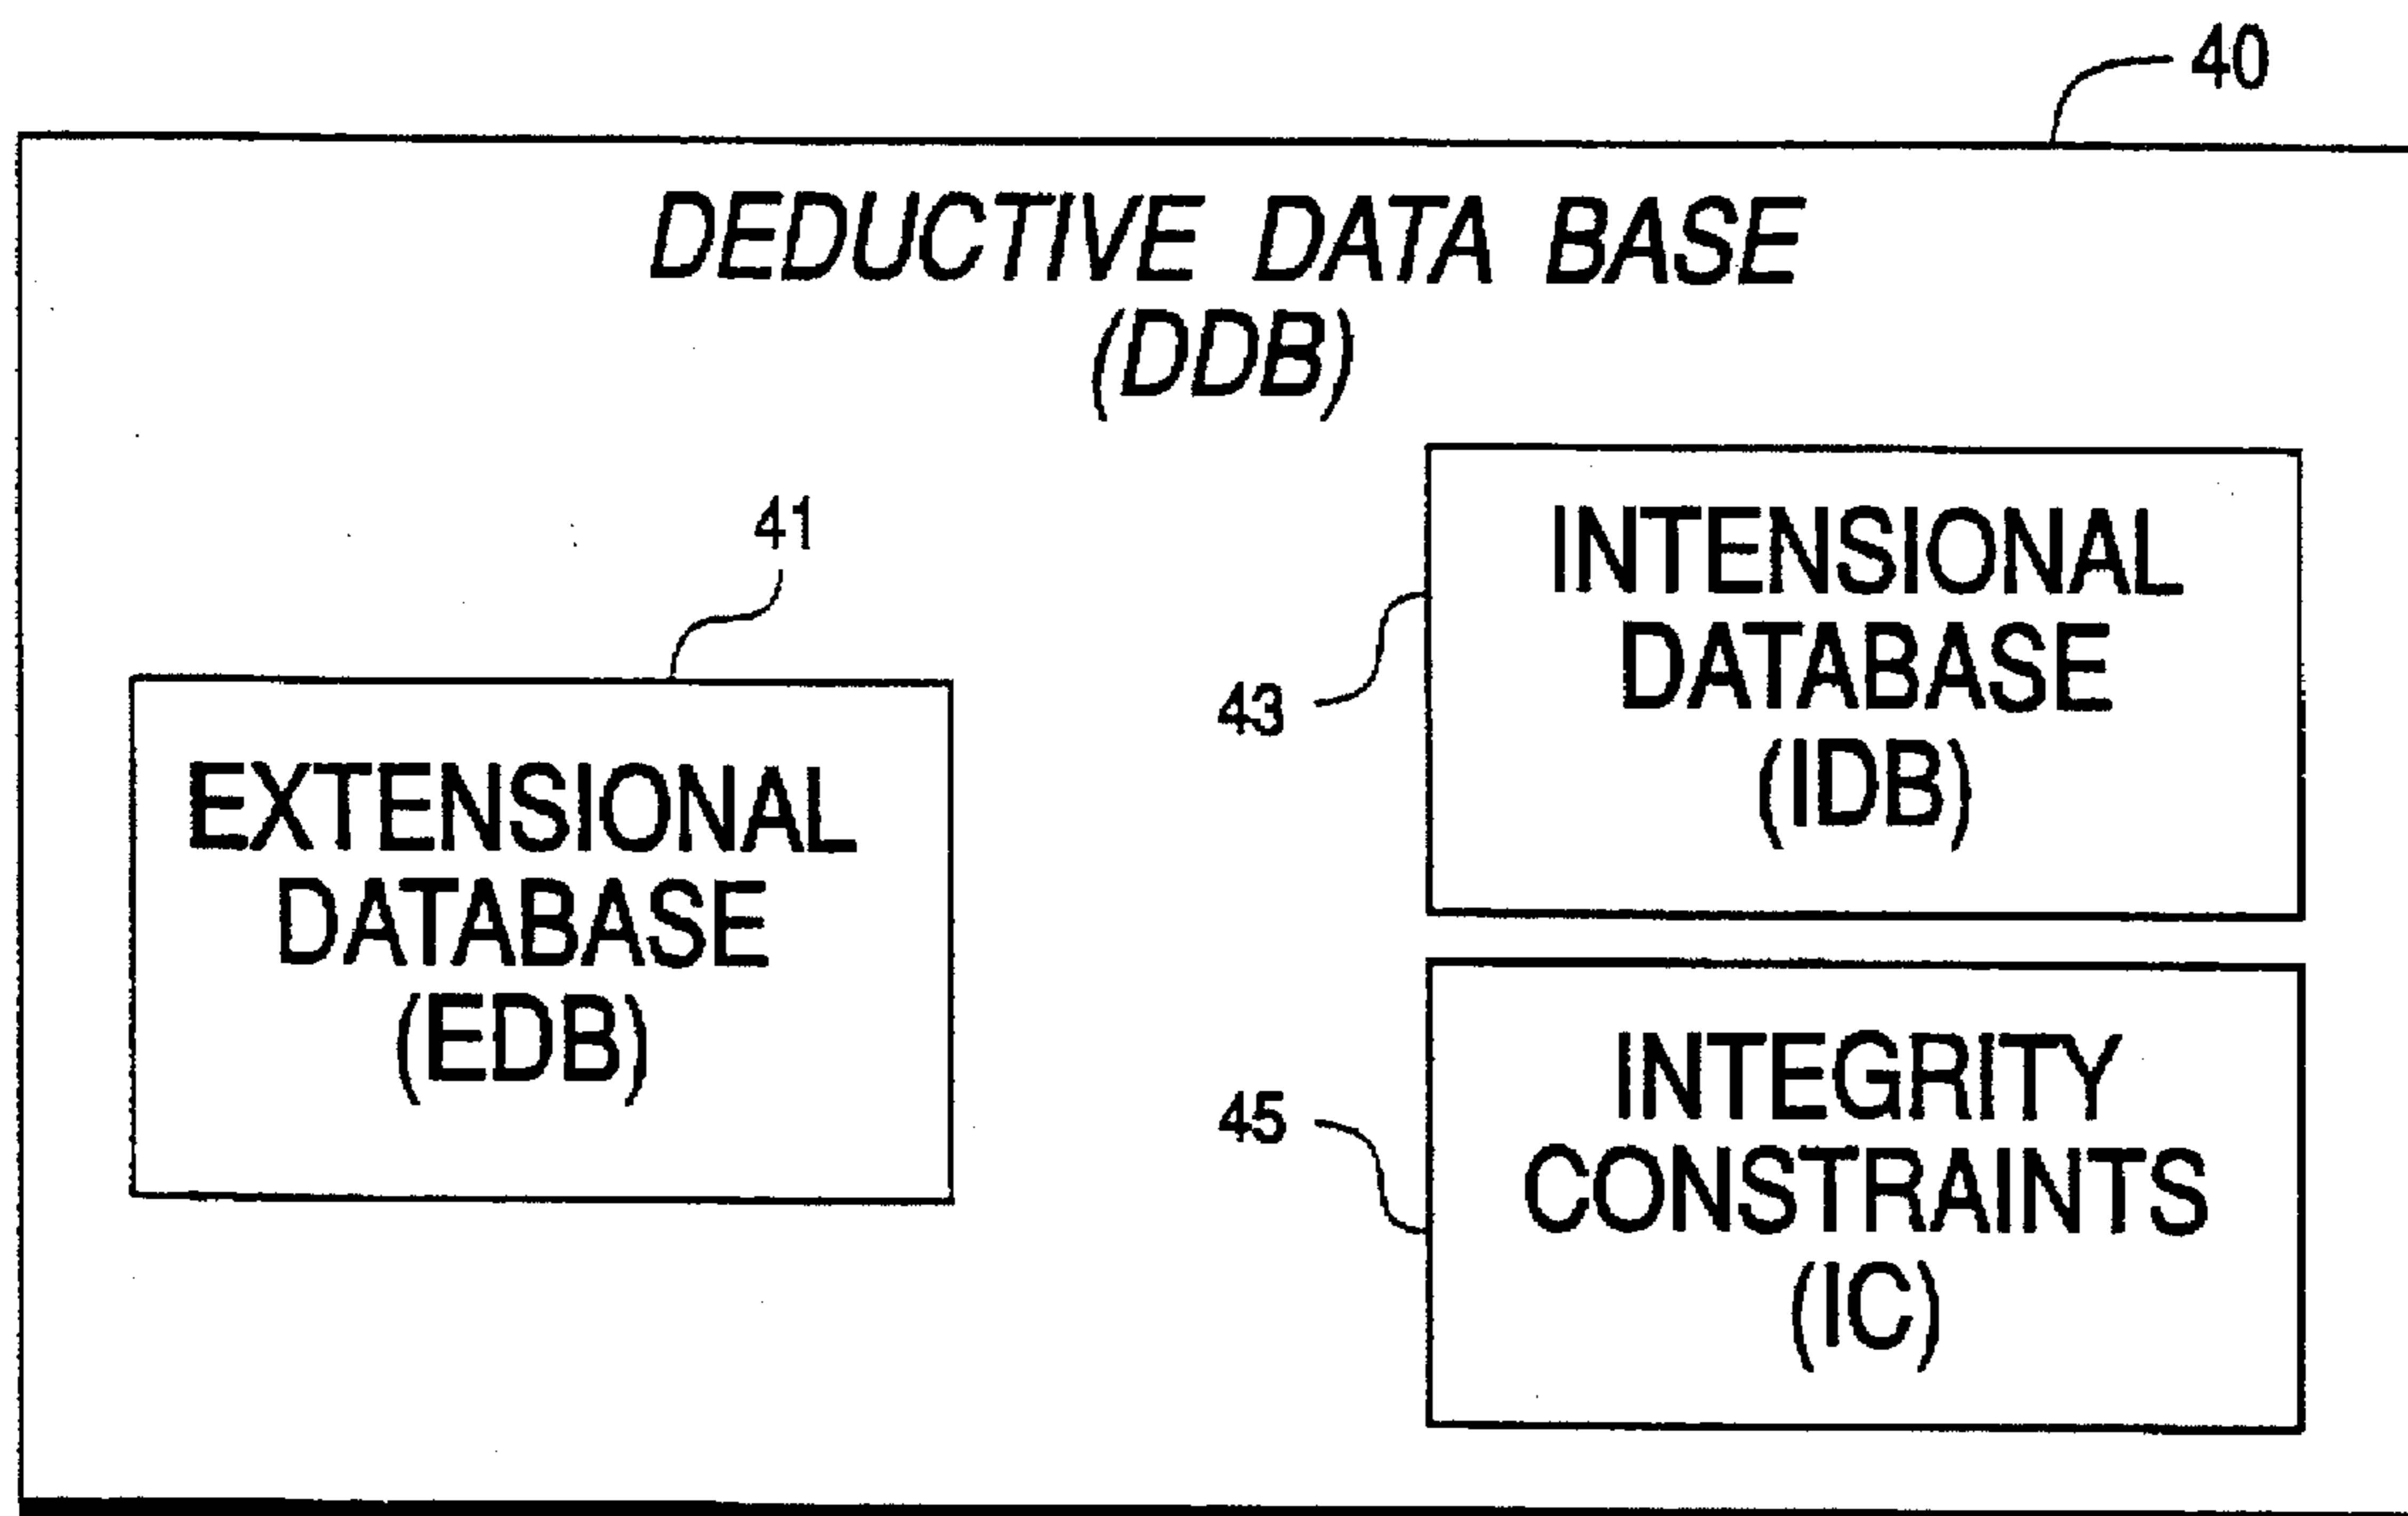 40
DEDUCTIVE DATA BASE
(DDB)
41
EXTENSIONAL
DATABASE
(EDB)
43
INTENSIONAL
DATABASE
(IDB)
45
INTEGRITY
CONSTRAINTS
(IC)